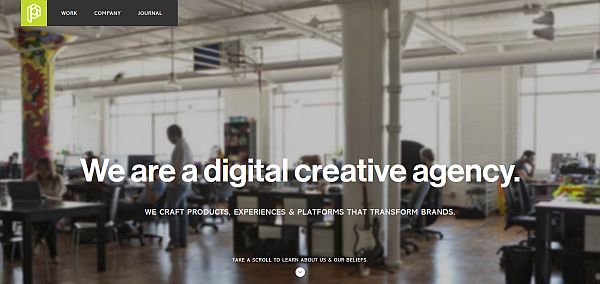 WORK COMPANY JOURNAL
We are a digital creative agency.
WE CRAFT PRODUCTS, EXPERIENCES & PLATFORMS THAT TRANSFORM BRANDS.
TAKE A SCROLL TO LEARN ABOUT US & OUR BELIEFS.